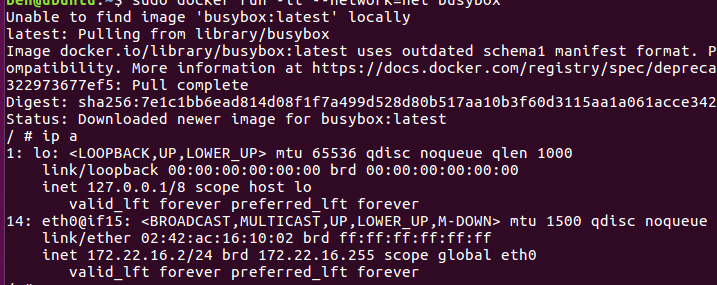 ben@ubuntu:~$ sudo docker run -it --network=net busybox
Unable to find image 'busybox:latest' locally
latest: Pulling from library/busybox
Image docker.io/library/busybox:latest uses outdated schema1 manifest format. P
ompatibility. More information at https://docs.docker.com/registry/spec/depreca
322973677ef5: Pull complete
Digest: sha256:7e1c1bb6ead814d08f1f7a499d528d80b517aa10b3f60d3115aa1a061acce342
Status: Downloaded newer image for busybox:latest
/ # ip a
1: lo: <LOOPBACK,UP,LOWER_UP> mtu 65536 qdisc noqueue qlen 1000
    link/loopback 00:00:00:00:00:00 brd 00:00:00:00:00:00
    inet 127.0.0.1/8 scope host lo
       valid_lft forever preferred_lft forever
14: eth0@if15: <BROADCAST,MULTICAST,UP,LOWER_UP,M-DOWN> mtu 1500 qdisc noqueue
    link/ether 02:42:ac:16:10:02 brd ff:ff:ff:ff:ff:ff
    inet 172.22.16.2/24 brd 172.22.16.255 scope global eth0
       valid_lft forever preferred_lft forever